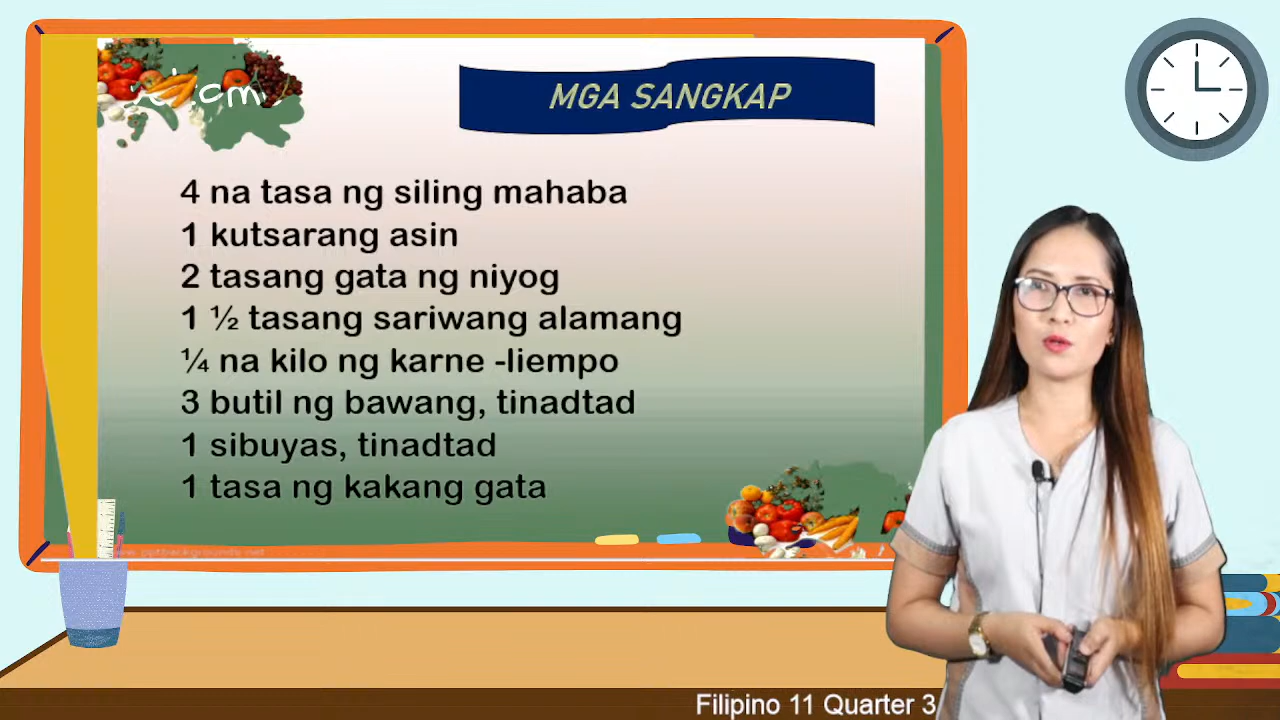 MGA SANGKAP
4 na tasa ng siling mahaba
1 kutsarang asin
2 tasang gata ng niyog
1 ½ tasang sariwang alamang
¼ na kilo ng karne -liempo
3 butil ng bawang, tinadtad
1 sibuyas, tinadtad
1 tasa ng kakang gata
Filipino 11 Quarter 3